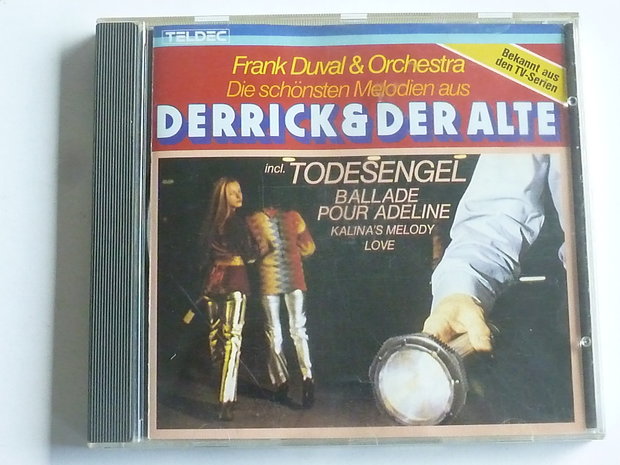 TELDEC
Frank Duval & Orchestra
Die schönsten Melodien aus
DERRICK & DER ALTE
Bekannt aus
den TV-Serien
incl. TODESENGEL
BALLADE
POUR ADELINE
KALINA'S MELODY
LOVE